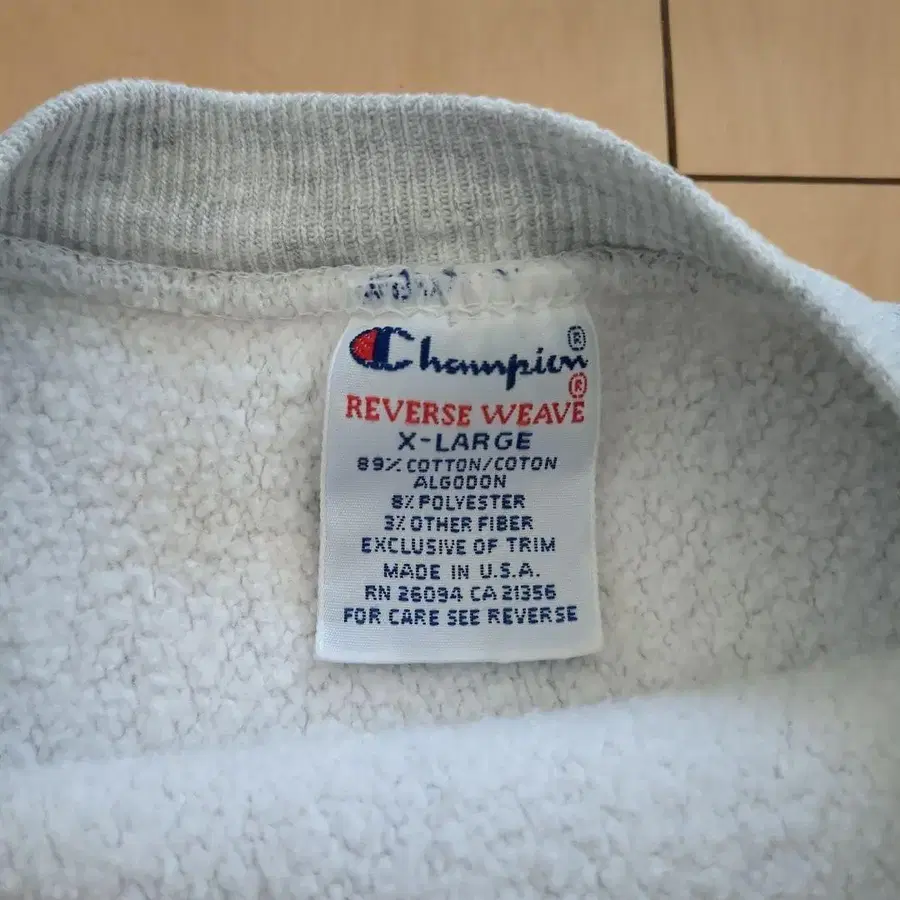 Champion®
REVERSE WEAVE®
X-LARGE
89% COTTON/COTON
ALGODON
8% POLYESTER
3% OTHER FIBER
EXCLUSIVE OF TRIM
MADE IN U.S.A.
RN 26094 CA 21356
FOR CARE SEE REVERSE